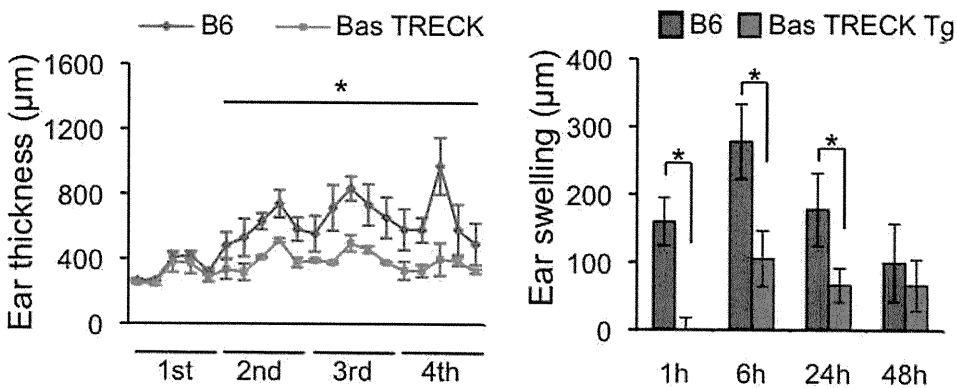 B6 Bas TRECK
Ear thickness (µm)
1600
1200
800
400
0
*
1st 2nd 3rd 4th
B6 Bas TRECK Tg
Ear swelling (µm)
400
300
200
100
0
* * *
1h 6h 24h 48h